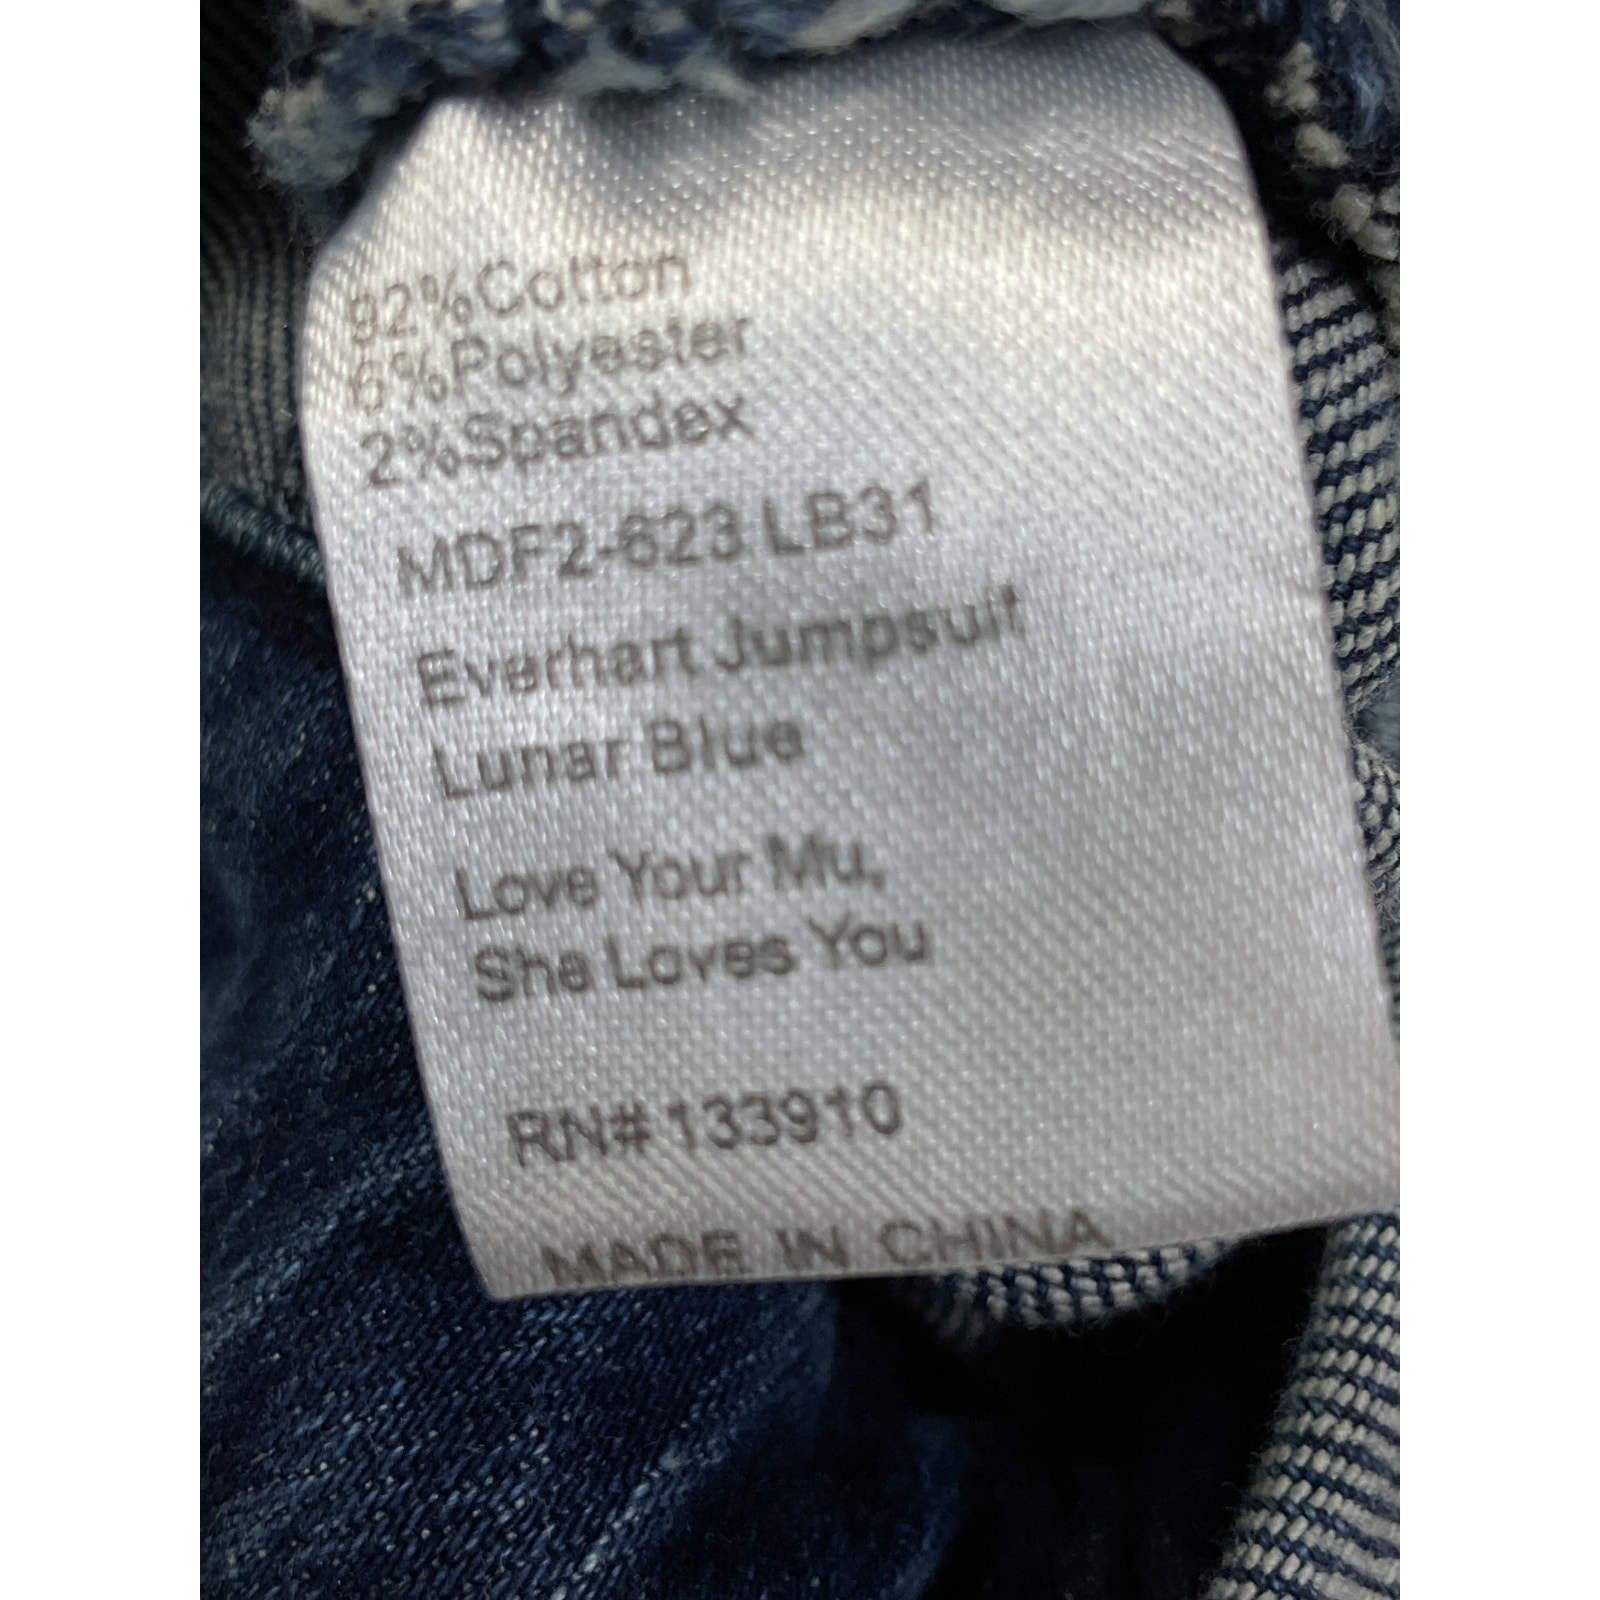 92%Cotton
6%Polyester
2%Spandex
MDF2-623 LB31
Everhart Jumpsuit
Lunar Blue
Love Your Mu,
She Loves You
RN# 133910
MADE IN CHINA